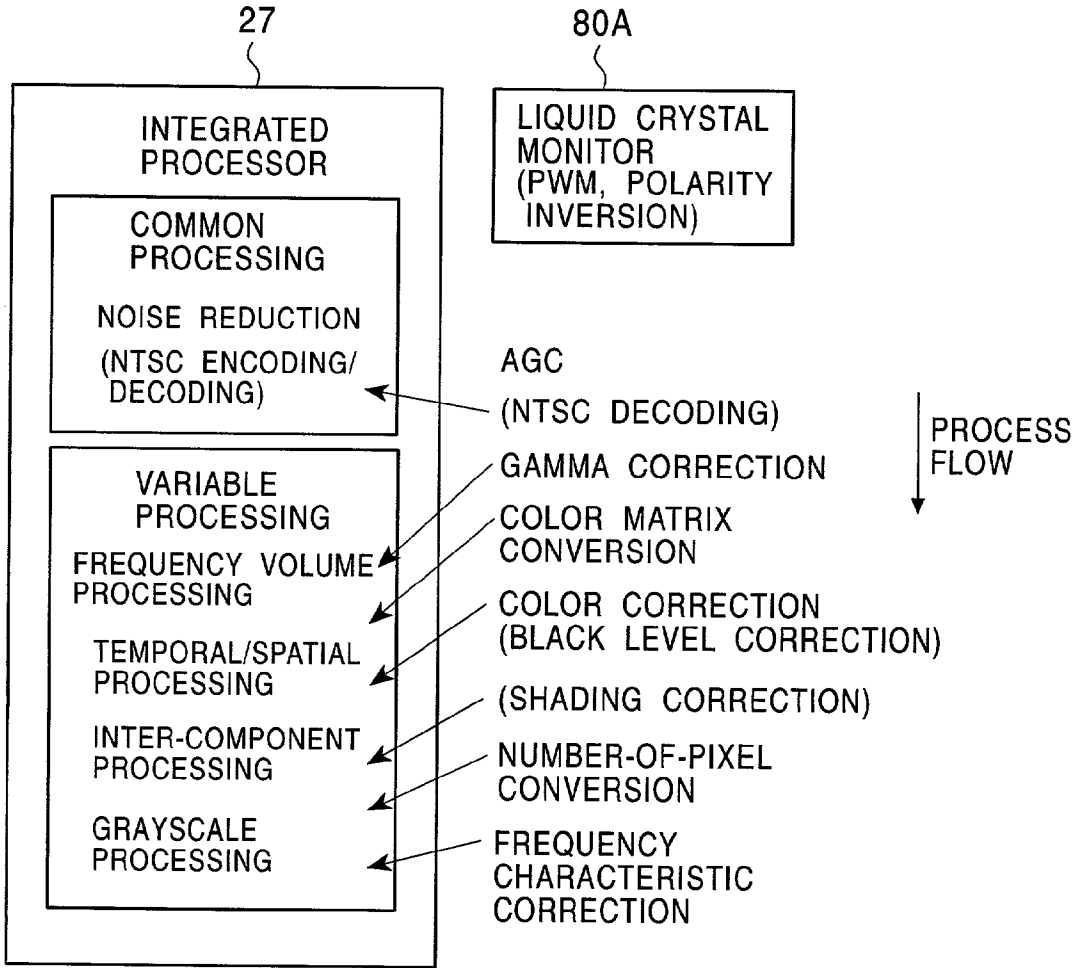 27
80A
INTEGRATED
PROCESSOR
COMMON
PROCESSING
NOISE REDUCTION
(NTSC ENCODING/
DECODING)
VARIABLE
PROCESSING
FREQUENCY VOLUME
PROCESSING
TEMPORAL/SPATIAL
PROCESSING
INTER-COMPONENT
PROCESSING
GRAYSCALE
PROCESSING
LIQUID CRYSTAL
MONITOR
(PWM, POLARITY
INVERSION)
AGC
(NTSC DECODING)
GAMMA CORRECTION
COLOR MATRIX
CONVERSION
COLOR CORRECTION
(BLACK LEVEL CORRECTION)
(SHADING CORRECTION)
NUMBER-OF-PIXEL
CONVERSION
FREQUENCY
CHARACTERISTIC
CORRECTION
PROCESS
FLOW